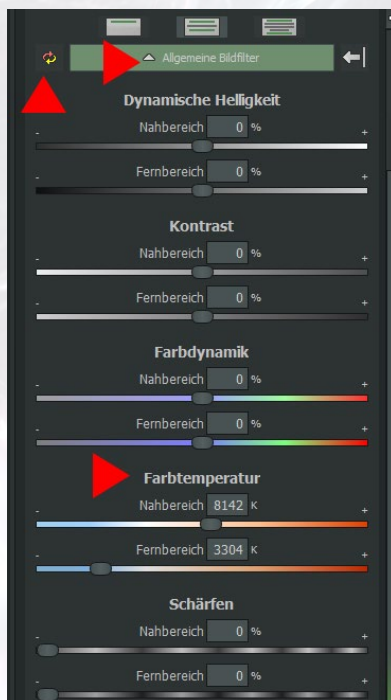 Allgemeine Bildfilter
Dynamische Helligkeit
Nahbereich 0 %
- +
Fernbereich 0 %
- +
Kontrast
Nahbereich 0 %
- +
Fernbereich 0 %
- +
Farbdynamik
Nahbereich 0 %
- +
Fernbereich 0 %
- +
Farbtemperatur
Nahbereich 8142 K
- +
Fernbereich 3304 K
- +
Schärfen
Nahbereich 0 %
- +
Fernbereich 0 %
- +